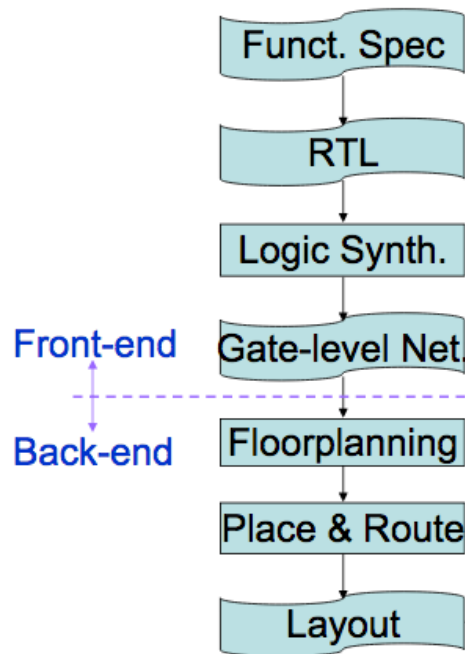 Funct. Spec
RTL
Logic Synth.
Front-end
Gate-level Net.
Back-end
Floorplanning
Place & Route
Layout